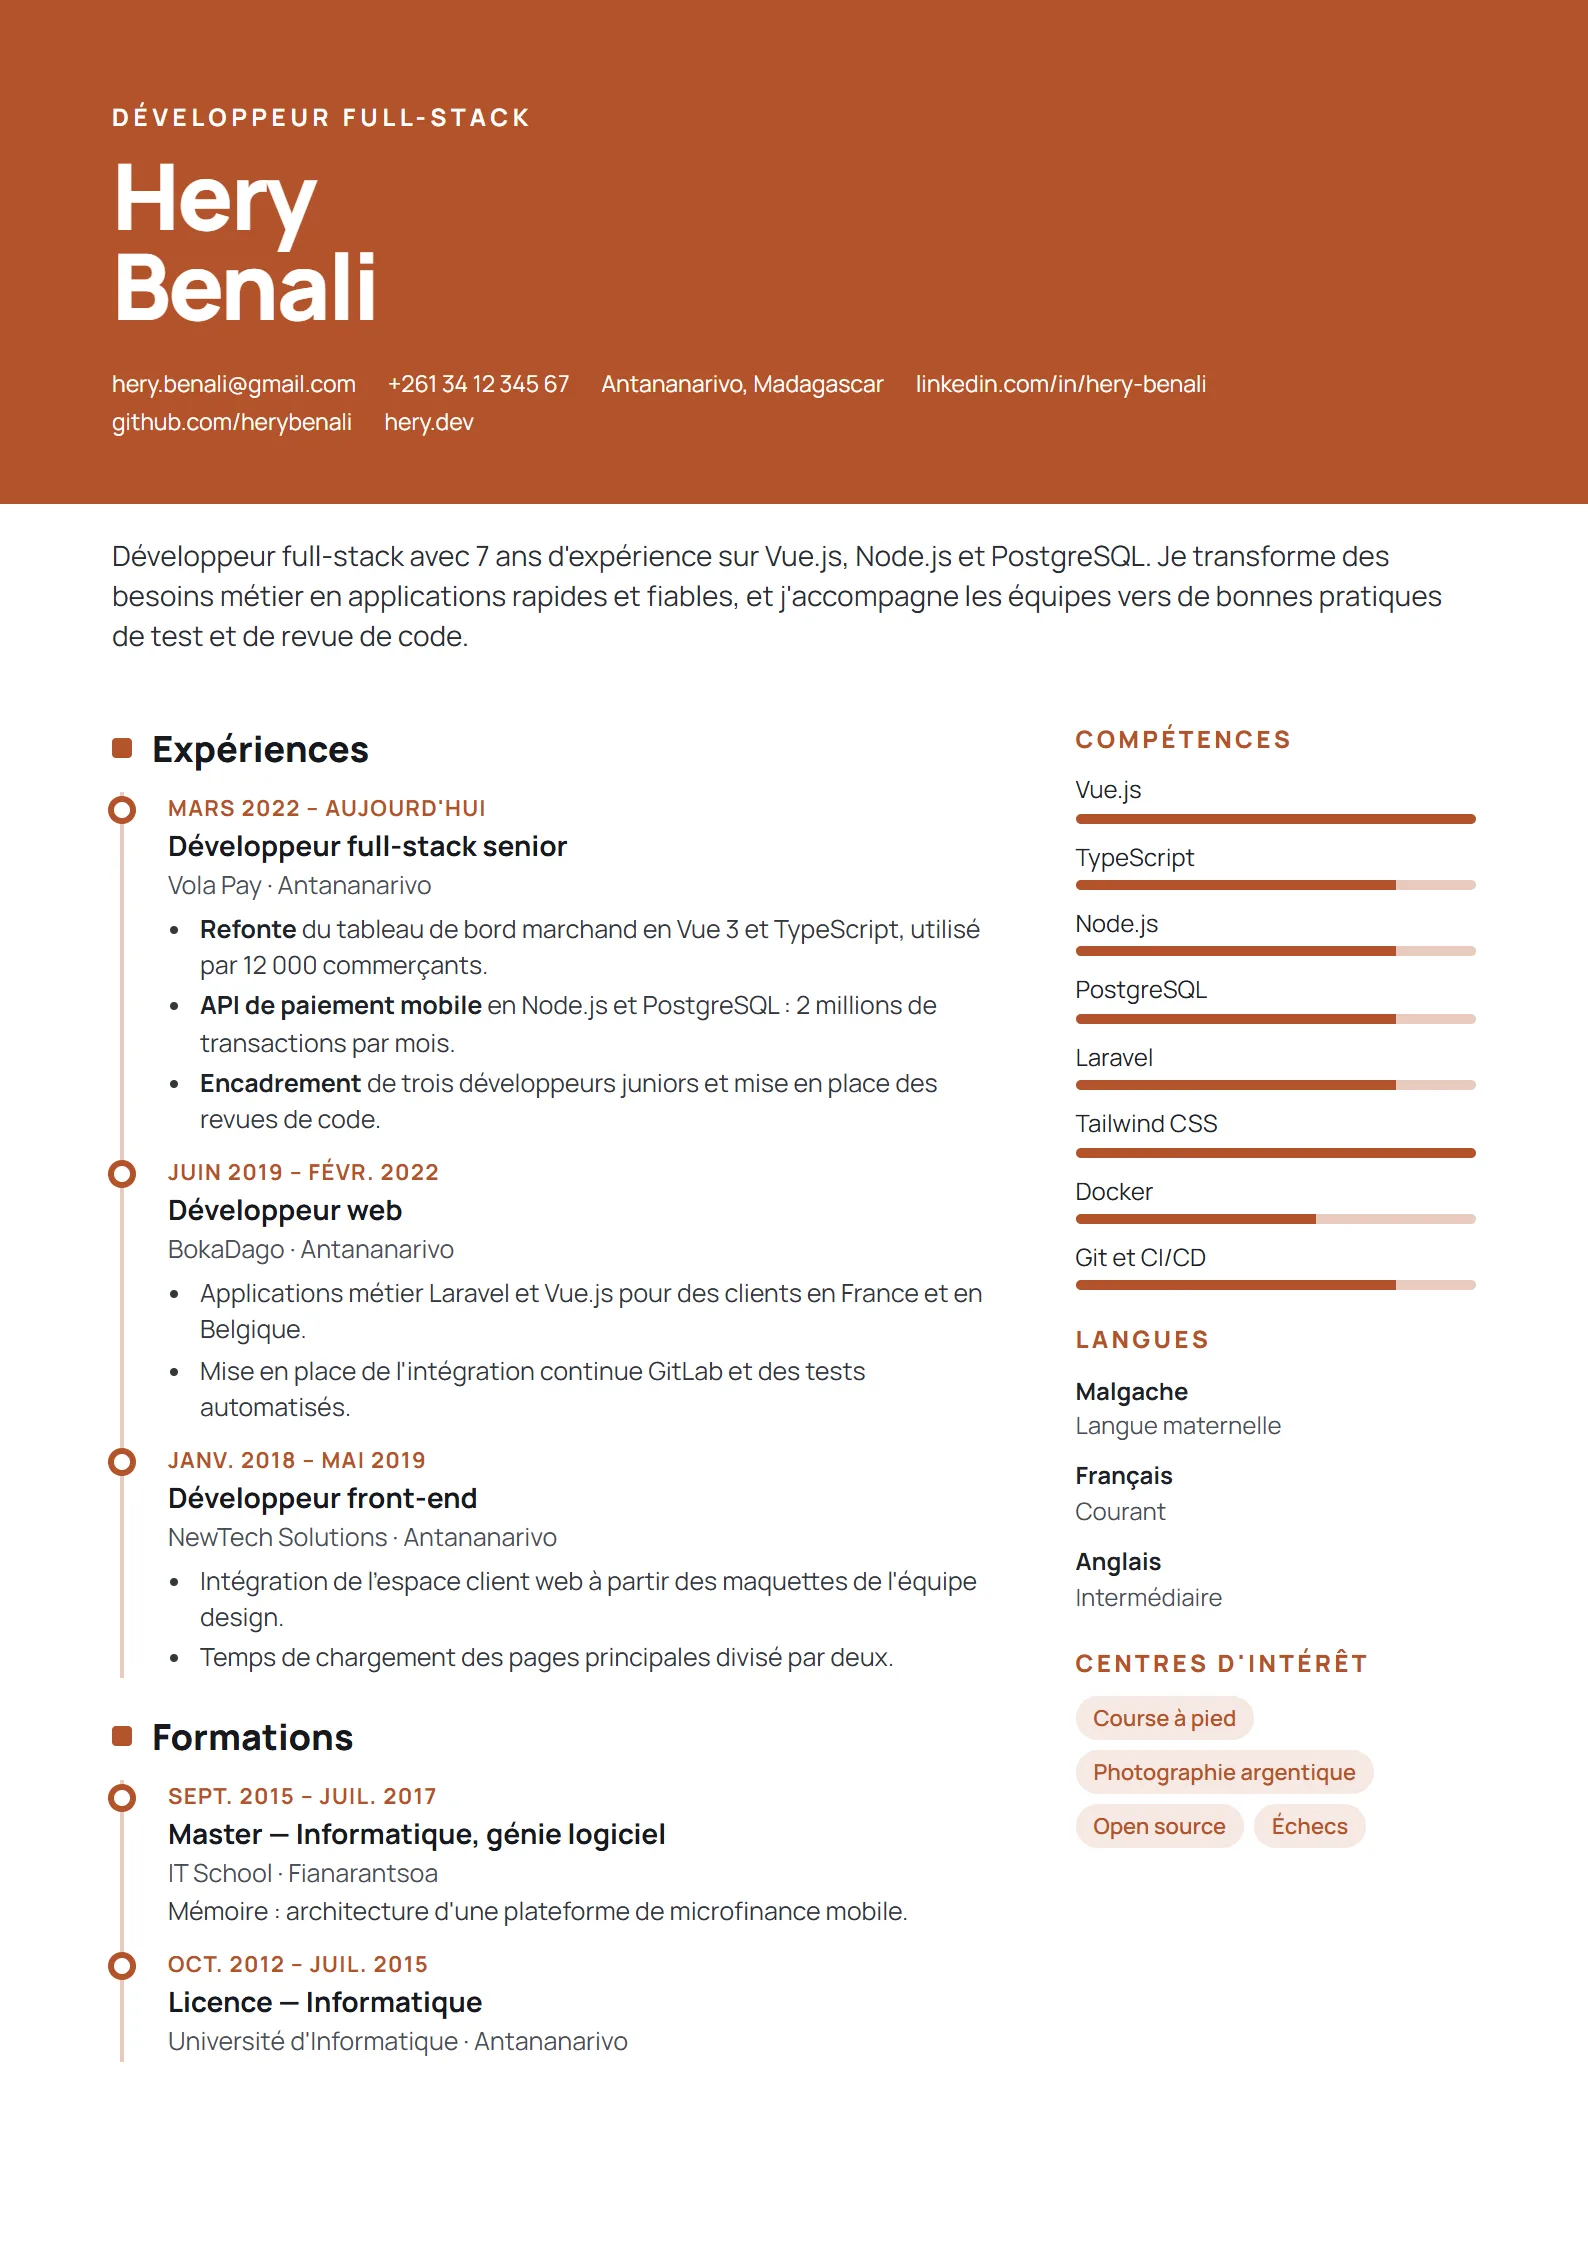 DÉVELOPPEUR FULL-STACK
Hery
Benali
hery.benali@gmail.com +261 34 12 345 67 Antananarivo, Madagascar linkedin.com/in/hery-benali
github.com/herybenali hery.dev
Développeur full-stack avec 7 ans d'expérience sur Vue.js, Node.js et PostgreSQL. Je transforme des
besoins métier en applications rapides et fiables, et j'accompagne les équipes vers de bonnes pratiques
de test et de revue de code.
Expériences
MARS 2022 – AUJOURD'HUI
Développeur full-stack senior
Vola Pay · Antananarivo
• Refonte du tableau de bord marchand en Vue 3 et TypeScript, utilisé
par 12 000 commerçants.
• API de paiement mobile en Node.js et PostgreSQL : 2 millions de
transactions par mois.
• Encadrement de trois développeurs juniors et mise en place des
revues de code.
JUIN 2019 – FÉVR. 2022
Développeur web
BokaDago · Antananarivo
• Applications métier Laravel et Vue.js pour des clients en France et en
Belgique.
• Mise en place de l'intégration continue GitLab et des tests
automatisés.
JANV. 2018 – MAI 2019
Développeur front-end
NewTech Solutions · Antananarivo
• Intégration de l’espace client web à partir des maquettes de l'équipe
design.
• Temps de chargement des pages principales divisé par deux.
Formations
SEPT. 2015 – JUIL. 2017
Master — Informatique, génie logiciel
IT School · Fianarantsoa
Mémoire : architecture d'une plateforme de microfinance mobile.
OCT. 2012 – JUIL. 2015
Licence — Informatique
Université d'Informatique · Antananarivo
COMPÉTENCES
Vue.js
TypeScript
Node.js
PostgreSQL
Laravel
Tailwind CSS
Docker
Git et CI/CD
LANGUES
Malgache
Langue maternelle
Français
Courant
Anglais
Intermédiaire
CENTRES D'INTÉRÊT
Course à pied
Photographie argentique
Open source Échecs